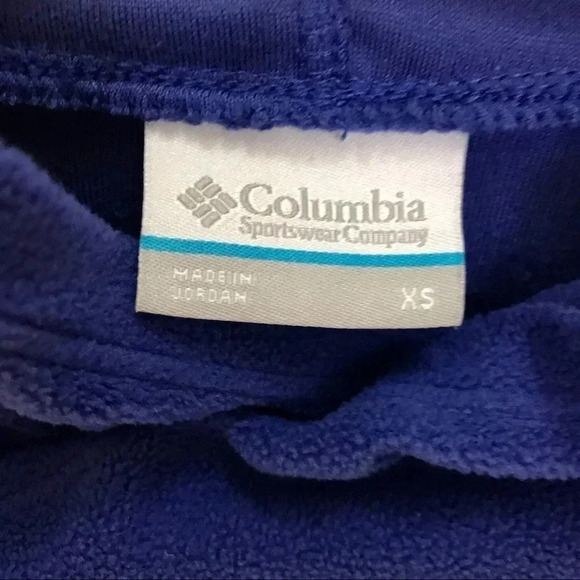 Columbia
Sportswear Company
MADE IN
JORDAN
XS